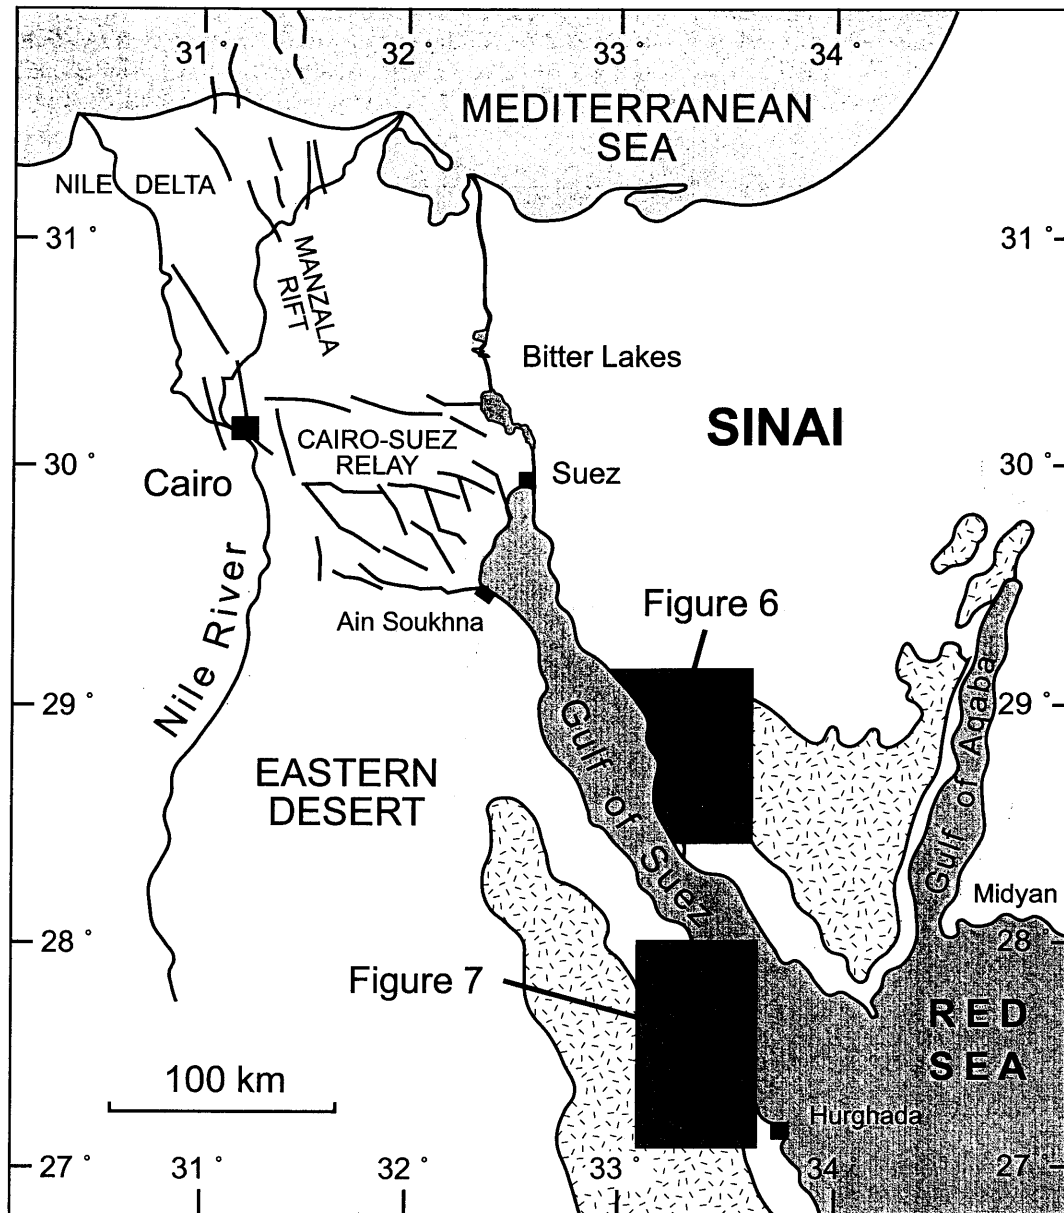 31°
32°
33°
34°
MEDITERRANEAN
SEA
NILE DELTA
31°
31°
MANZALA
RIFT
Bitter Lakes
SINAI
CAIRO-SUEZ
RELAY
30°
30°
Cairo
Suez
Nile River
Ain Soukhna
Figure 6
29°
29°
Gulf of Suez
Gulf of Aqaba
EASTERN
DESERT
Midyan
28°
28
Figure 7
RED
SEA
100 km
Hurghada
27°
31°
32°
33°
34°
27°